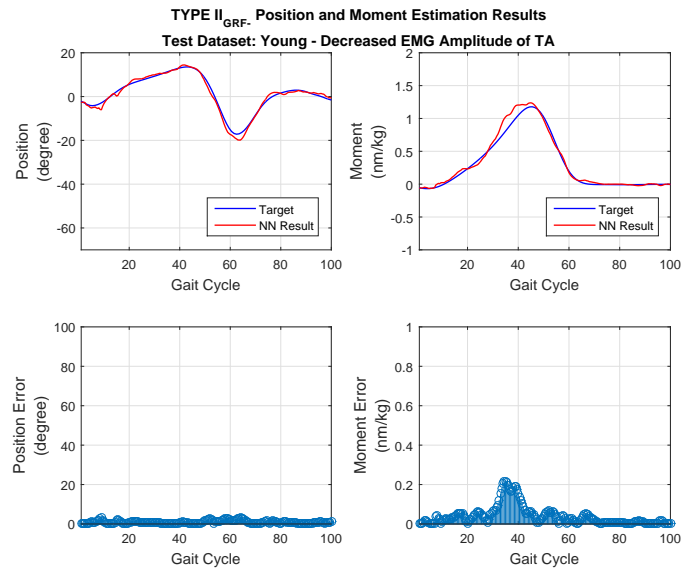 TYPE II_GRF- Position and Moment Estimation Results
Test Dataset: Young - Decreased EMG Amplitude of TA
20
0
-20
-40
-60
Position
(degree)
Target
NN Result
20 40 60 80 100
Gait Cycle
2
1.5
1
0.5
0
-0.5
-1
Moment
(nm/kg)
Target
NN Result
20 40 60 80 100
Gait Cycle
100
80
60
40
20
0
Position Error
(degree)
20 40 60 80 100
Gait Cycle
1
0.8
0.6
0.4
0.2
0
Moment Error
(nm/kg)
20 40 60 80 100
Gait Cycle